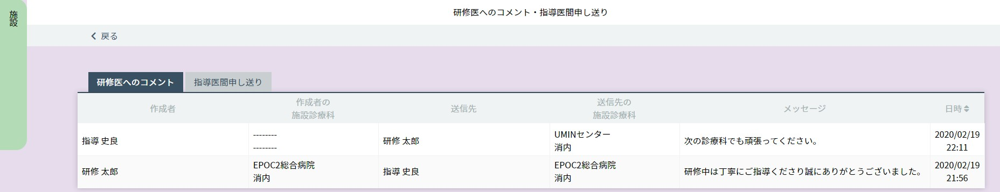 施設
研修医へのコメント・指導医間申し送り
戻る
研修医へのコメント
指導医間申し送り
作成者
作成者の
施設診療科
送信先
送信先の
施設診療科
メッセージ
日時
指導 史良
--------
--------
研修 太郎
UMINセンター
消内
次の診療科でも頑張ってください。
2020/02/19
22:11
研修 太郎
EPOC2総合病院
消内
指導 史良
EPOC2総合病院
消内
研修中は丁寧にご指導くださり誠にありがとうございました。
2020/02/19
21:56